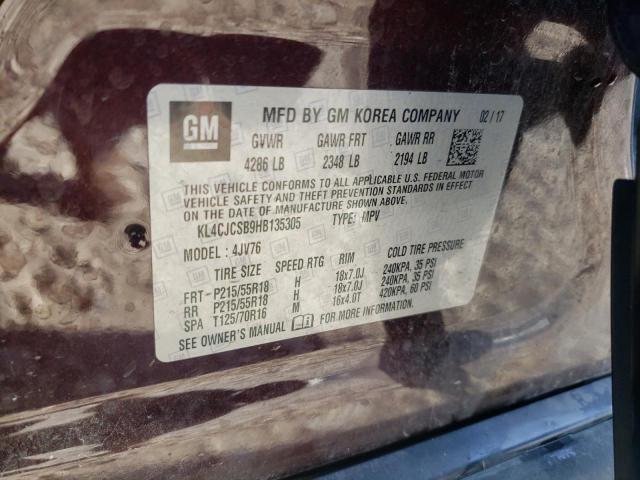 GM MFD BY GM KOREA COMPANY 02/17
GVWR GAWR FRT GAWR RR
4286 LB 2348 LB 2194 LB
THIS VEHICLE CONFORMS TO ALL APPLICABLE U.S. FEDERAL MOTOR
VEHICLE SAFETY AND THEFT PREVENTION STANDARDS IN EFFECT
ON THE DATE OF MANUFACTURE SHOWN ABOVE.
KL4CJCSB9HB135305 TYPE: MPV
MODEL: 4JV76
TIRE SIZE SPEED RTG RIM COLD TIRE PRESSURE
FRT- P215/55R18 H 18x7.0J 240KPA, 35 PSI
RR P215/55R18 H 18x7.0J 240KPA, 35 PSI
SPA T125/70R16 M 16x4.0T 420KPA, 60 PSI
SEE OWNER'S MANUAL